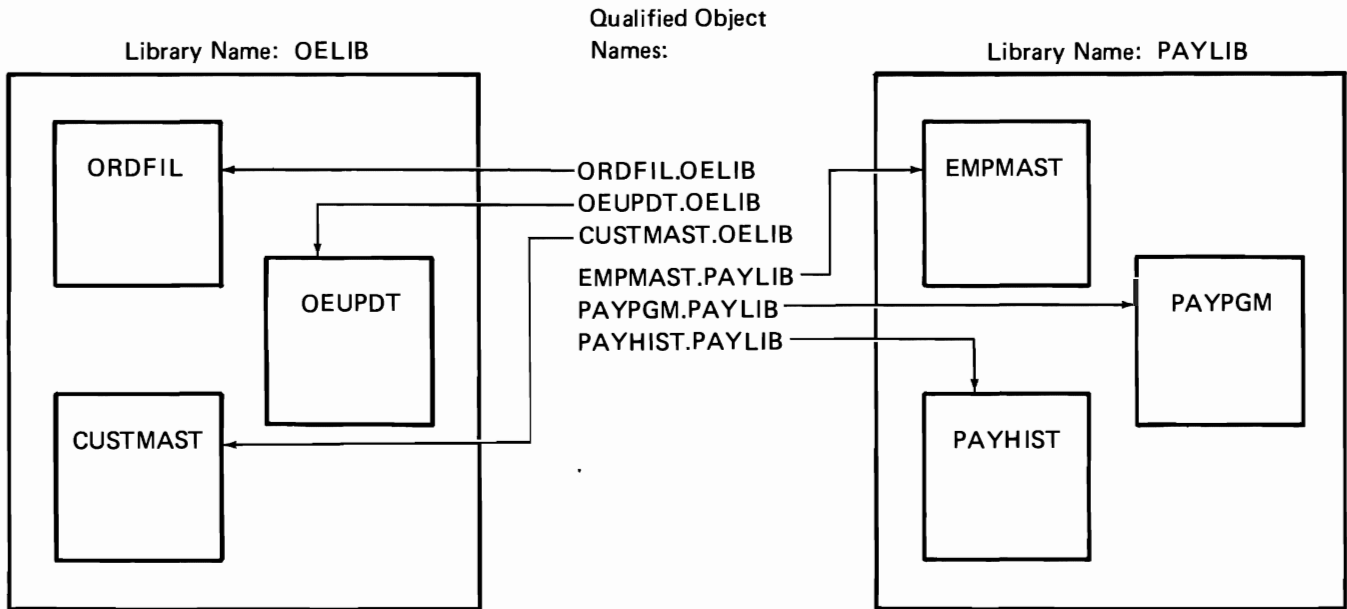 Qualified Object
Names:
Library Name: OELIB
ORDFIL
OEUPDT
CUSTMAST
ORDFIL.OELIB
OEUPDT.OELIB
CUSTMAST.OELIB
EMPMAST.PAYLIB
PAYPGM.PAYLIB
PAYHIST.PAYLIB
Library Name: PAYLIB
EMPMAST
PAYPGM
PAYHIST